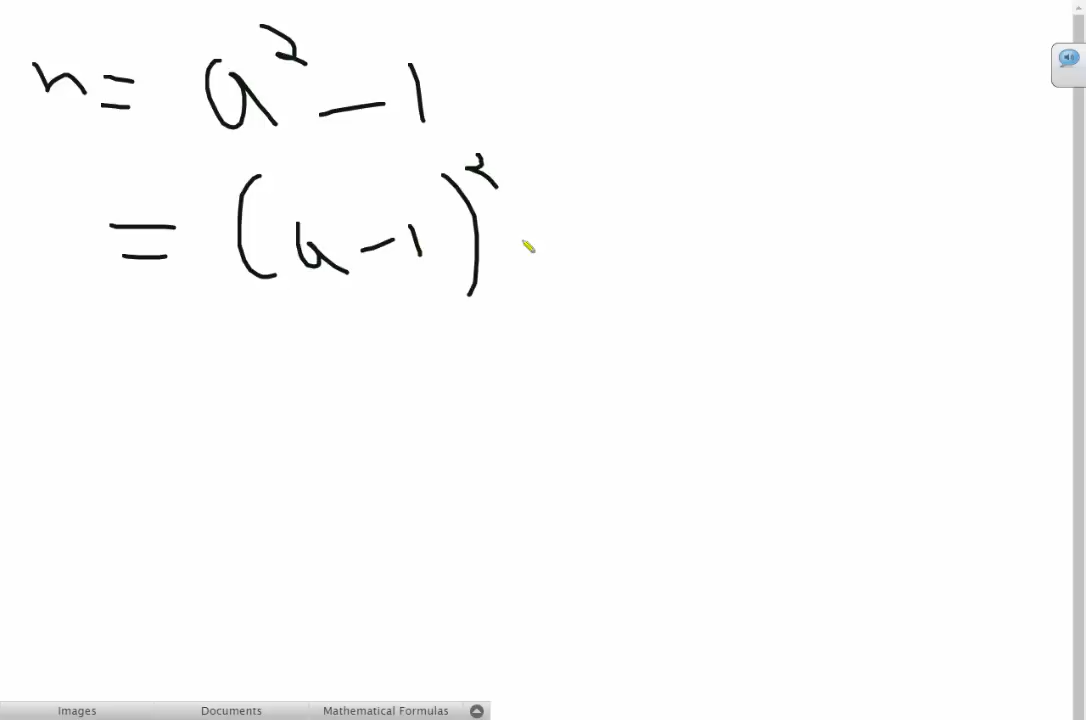 n = a² - 1
= (a - 1)²
Images Documents Mathematical Formulas